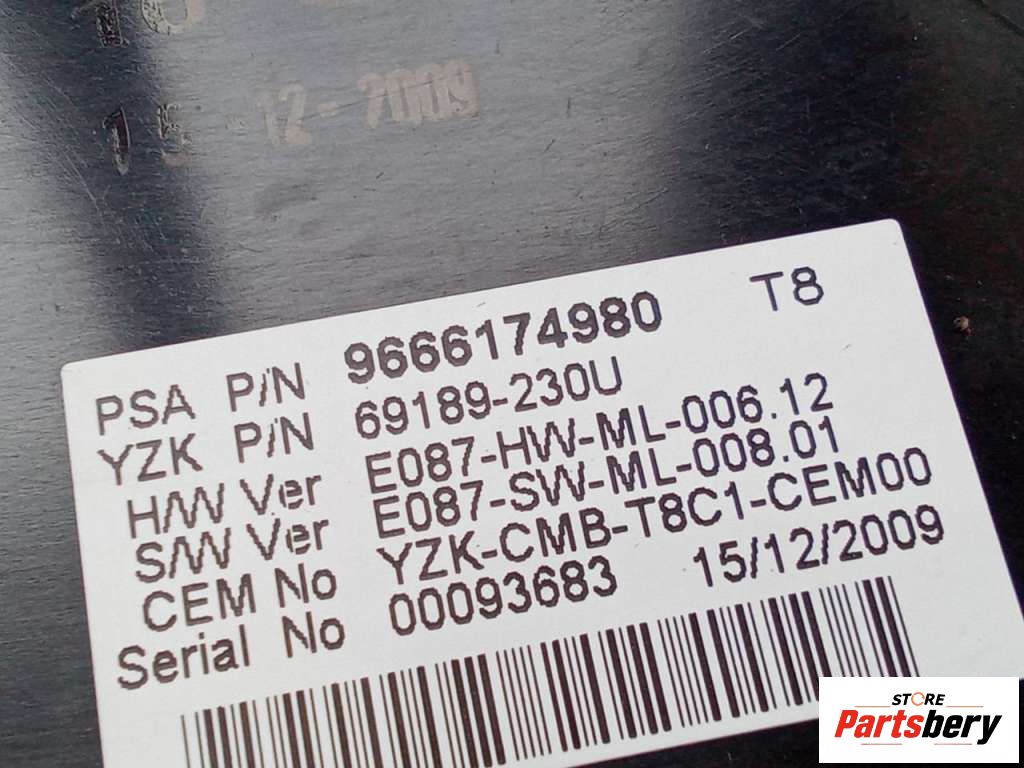 15-12-2009
T8
PSA P/N 9666174980
YZK P/N 69189-230U
H/W Ver E087-HW-ML-006.12
S/W Ver E087-SW-ML-008.01
CEM No YZK-CMB-T8C1-CEM00
Serial No 00093683 15/12/2009
STORE
Partsbery